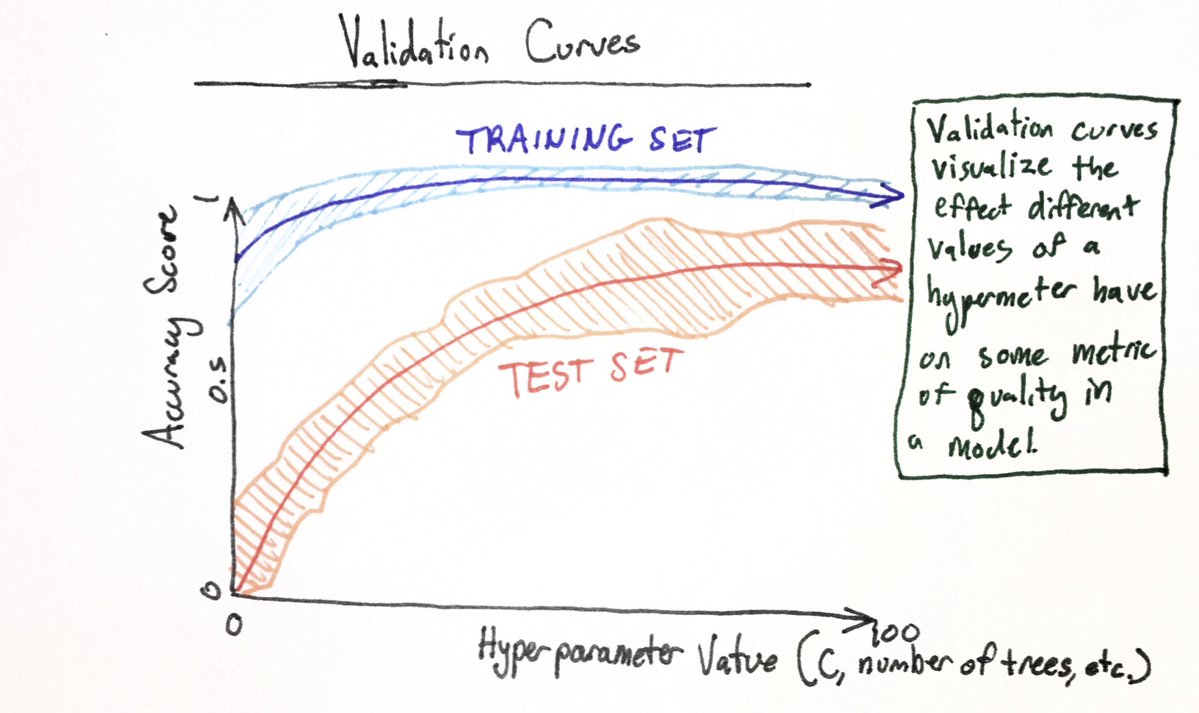 Validation Curves
TRAINING SET
Validation curves
visualize the
effect different
values of a
hypermeter have
on some metric
of quality in
a model.
TEST SET
Accuracy Score
1
0.5
0
0
100
Hyperparameter Value (C, number of trees, etc.)